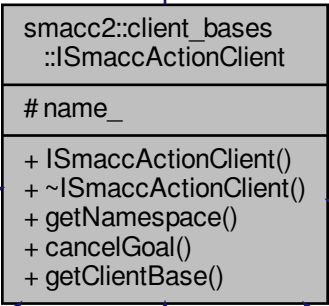 smacc2::client_bases
::ISmaccActionClient
# name_
+ ISmaccActionClient()
+ ~ISmaccActionClient()
+ getNamespace()
+ cancelGoal()
+ getClientBase()